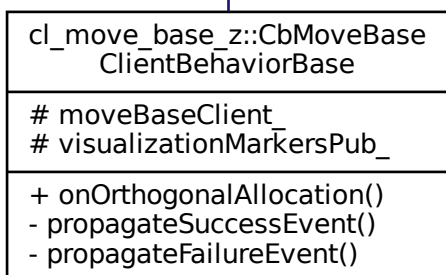 cl_move_base_z::CbMoveBase
ClientBehaviorBase
# moveBaseClient_
# visualizationMarkersPub_
+ onOrthogonalAllocation()
- propagateSuccessEvent()
- propagateFailureEvent()